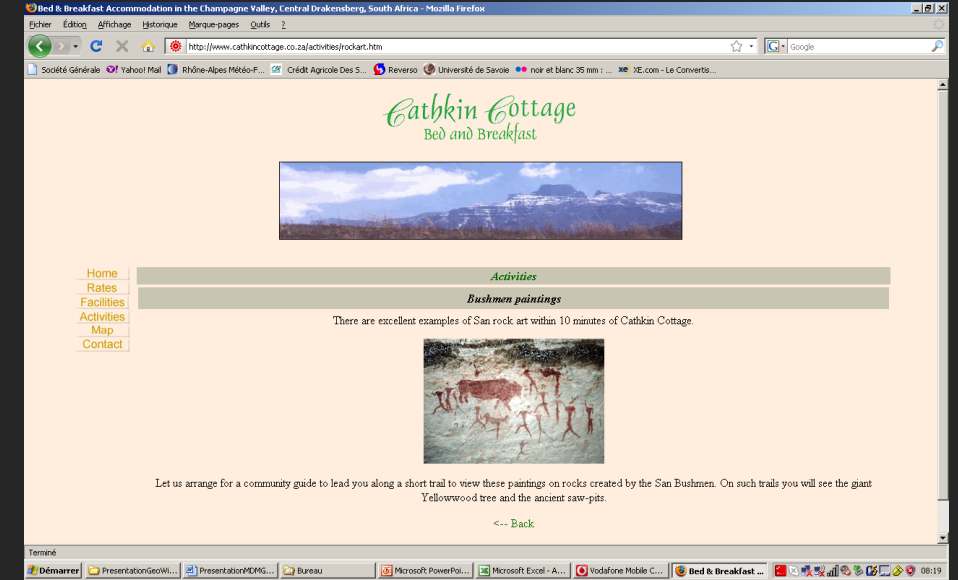 Bed & Breakfast Accommodation in the Champagne Valley, Central Drakensberg, South Africa - Mozilla Firefox
Fichier Édition Affichage Historique Marque-pages Outils ?
http://www.cathkincottage.co.za/activities/rockart.htm
Google
Société Générale Yahoo! Mail Rhône-Alpes Météo-F... Crédit Agricole Des S... Reverso Université de Savoie noir et blanc 35 mm : ... XE.com - Le Convertis...
Cathkin Cottage
Bed and Breakfast
Home
Rates
Facilities
Activities
Map
Contact
Activities
Bushmen paintings
There are excellent examples of San rock art within 10 minutes of Cathkin Cottage.
Let us arrange for a community guide to lead you along a short trail to view these paintings on rocks created by the San Bushmen. On such trails you will see the giant
Yellowwood tree and the ancient saw-pits.
<-- Back
Terminé
Démarrer PresentationGeoWi... PresentationMDMG... Bureau Microsoft PowerPoi... Microsoft Excel - A... Vodafone Mobile C... Bed & Breakfast ... 08:19